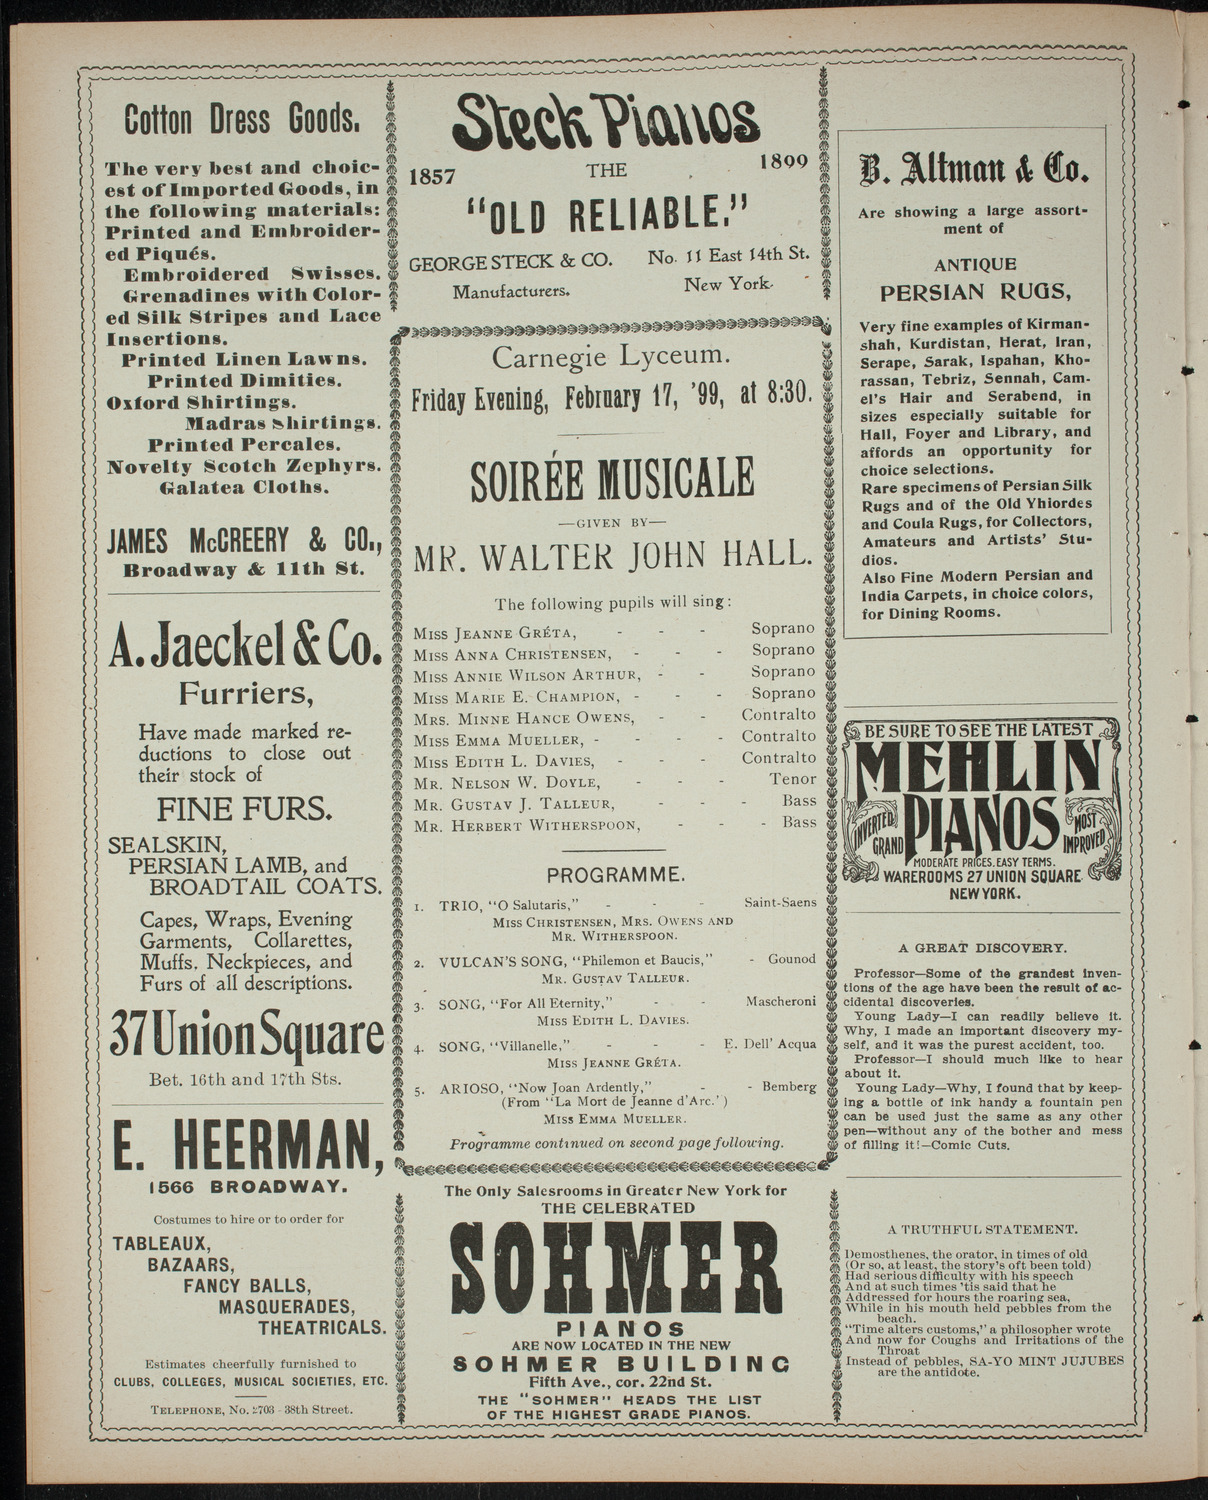 Cotton Dress Goods.
The very best and choic-
est of Imported Goods, in
the following materials:
Printed and Embroider-
ed Piqués.
Embroidered Swisses.
Grenadines with Color-
ed Silk Stripes and Lace
Insertions.
Printed Linen Lawns.
Printed Dimities.
Oxford Shirtings.
Madras Shirtings.
Printed Percales.
Novelty Scotch Zephyrs.
Galatea Cloths.
JAMES McCREERY & CO.,
Broadway & 11th St.
A. Jaeckel & Co.
Furriers,
Have made marked re-
ductions to close out
their stock of
FINE FURS.
SEALSKIN,
PERSIAN LAMB, and
BROADTAIL COATS.
Capes, Wraps, Evening
Garments, Collarettes,
Muffs, Neckpieces, and
Furs of all descriptions.
37 Union Square
Bet. 16th and 17th Sts.
E. HEERMAN,
1566 BROADWAY.
Costumes to hire or to order for
TABLEAUX,
BAZAARS,
FANCY BALLS,
MASQUERADES,
THEATRICALS.
Estimates cheerfully furnished to
CLUBS, COLLEGES, MUSICAL SOCIETIES, ETC.
TELEPHONE, No. 2703 - 38th Street.
Steck Pianos
1857 THE 1899
"OLD RELIABLE."
GEORGE STECK & CO. No. 11 East 14th St.
Manufacturers. New York.
Carnegie Lyceum.
Friday Evening, February 17, '99, at 8:30.
SOIRÉE MUSICALE
—GIVEN BY—
MR. WALTER JOHN HALL.
The following pupils will sing:
MISS JEANNE GRÉTA, - - - Soprano
MISS ANNA CHRISTENSEN, - - - Soprano
MISS ANNIE WILSON ARTHUR, - - Soprano
MISS MARIE E. CHAMPION, - - - Soprano
MRS. MINNE HANCE OWENS, - - Contralto
MISS EMMA MUELLER, - - - Contralto
MISS EDITH L. DAVIES, - - - Contralto
MR. NELSON W. DOYLE, - - - Tenor
MR. GUSTAV J. TALLEUR, - - - Bass
MR. HERBERT WITHERSPOON, - - - Bass
PROGRAMME.
1. TRIO, "O Salutaris," - - - Saint-Saens
MISS CHRISTENSEN, MRS. OWENS AND
MR. WITHERSPOON.
2. VULCAN'S SONG, "Philemon et Baucis," - Gounod
MR. GUSTAV TALLEUR.
3. SONG, "For All Eternity," - - Mascheroni
MISS EDITH L. DAVIES.
4. SONG, "Villanelle," - - - E. Dell' Acqua
MISS JEANNE GRÉTA.
5. ARIOSO, "Now Joan Ardently," - - Bemberg
(From "La Mort de Jeanne d'Arc.')
MISS EMMA MUELLER.
Programme continued on second page following.
The Only Salesrooms in Greater New York for
THE CELEBRATED
SOHMER
PIANOS
ARE NOW LOCATED IN THE NEW
SOHMER BUILDING
Fifth Ave., cor. 22nd St.
THE "SOHMER" HEADS THE LIST
OF THE HIGHEST GRADE PIANOS.
B. Altman & Co.
Are showing a large assort-
ment of
ANTIQUE
PERSIAN RUGS,
Very fine examples of Kirman-
shah, Kurdistan, Herat, Iran,
Serape, Sarak, Ispahan, Kho-
rassan, Tebriz, Sennah, Cam-
el's Hair and Serabend, in
sizes especially suitable for
Hall, Foyer and Library, and
affords an opportunity for
choice selections.
Rare specimens of Persian Silk
Rugs and of the Old Yhiordes
and Coula Rugs, for Collectors,
Amateurs and Artists' Stu-
dios.
Also Fine Modern Persian and
India Carpets, in choice colors,
for Dining Rooms.
BE SURE TO SEE THE LATEST
MEHLIN
PIANOS
INVERTED
GRAND
MOST
IMPROVED
MODERATE PRICES. EASY TERMS.
WAREROOMS 27 UNION SQUARE
NEW YORK.
A GREAT DISCOVERY.
Professor—Some of the grandest inven-
tions of the age have been the result of ac-
cidental discoveries.
Young Lady—I can readily believe it.
Why, I made an important discovery my-
self, and it was the purest accident, too.
Professor—I should much like to hear
about it.
Young Lady—Why, I found that by keep-
ing a bottle of ink handy a fountain pen
can be used just the same as any other
pen—without any of the bother and mess
of filling it!—Comic Cuts.
A TRUTHFUL STATEMENT.
Demosthenes, the orator, in times of old
(Or so, at least, the story's oft been told)
Had serious difficulty with his speech
And at such times 'tis said that he
Addressed for hours the roaring sea,
While in his mouth held pebbles from the
beach.
"Time alters customs," a philosopher wrote
And now for Coughs and Irritations of the
Throat
Instead of pebbles, SA-YO MINT JUJUBES
are the antidote.